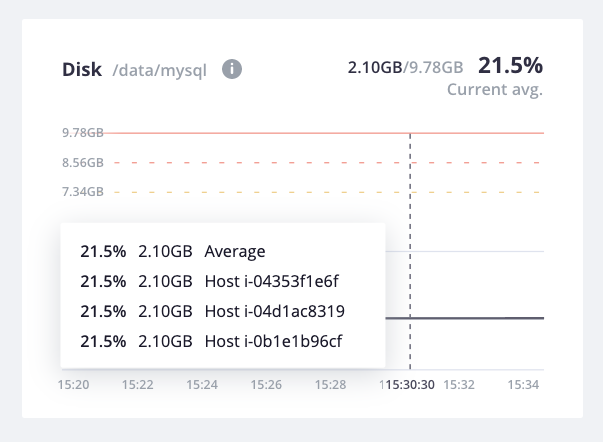 Disk /data/mysql i 2.10GB/9.78GB 21.5%
Current avg.
9.78GB
8.56GB
7.34GB
21.5% 2.10GB Average
21.5% 2.10GB Host i-04353f1e6f
21.5% 2.10GB Host i-04d1ac8319
21.5% 2.10GB Host i-0b1e1b96cf
15:20 15:22 15:24 15:26 15:28 15:30:30 15:32 15:34